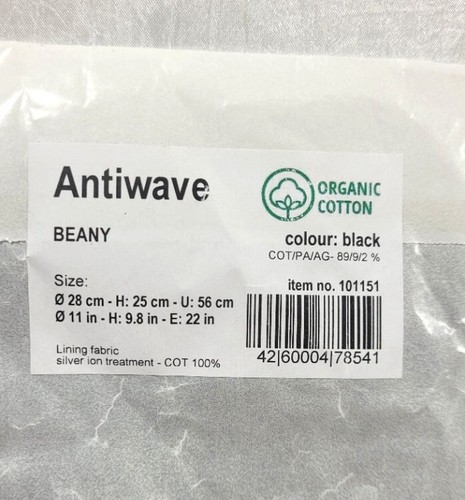 Antiwave
ORGANIC
COTTON
BEANY
colour: black
COT/PA/AG- 89/9/2 %
Size:
item no. 101151
Ø 28 cm - H: 25 cm - U: 56 cm
Ø 11 in - H: 9.8 in - E: 22 in
Lining fabric
silver ion treatment - COT 100%
42|60004|78541